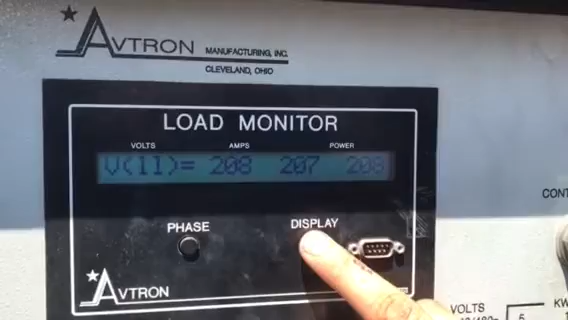 AVTRON MANUFACTURING, INC.
CLEVELAND, OHIO
LOAD MONITOR
VOLTS AMPS POWER
V(11)= 208 207 208
PHASE DISPLAY
AVTRON
CONT
VOLTS
5
KW